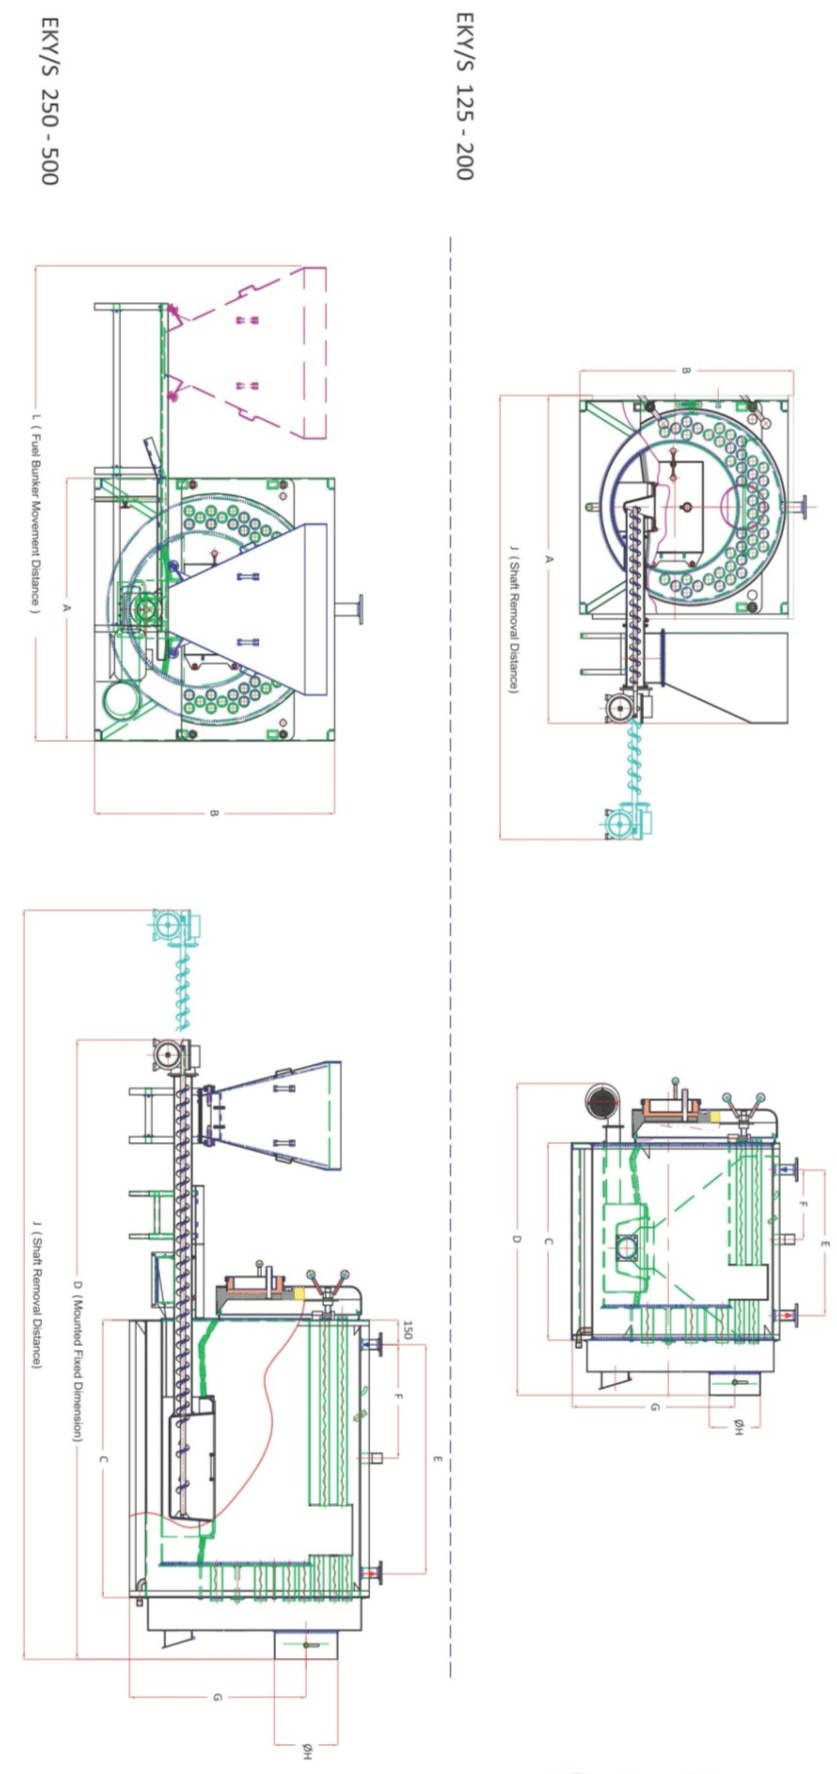 EKY/S 125 - 200
B
A
J ( Shaft Removal Distance)
F
E
C
D
G
ØH
EKY/S 250 - 500
L ( Fuel Bunker Movement Distance )
A
B
150
F
E
C
D ( Mounted Fixed Dimension)
J ( Shaft Removal Distance)
G
ØH